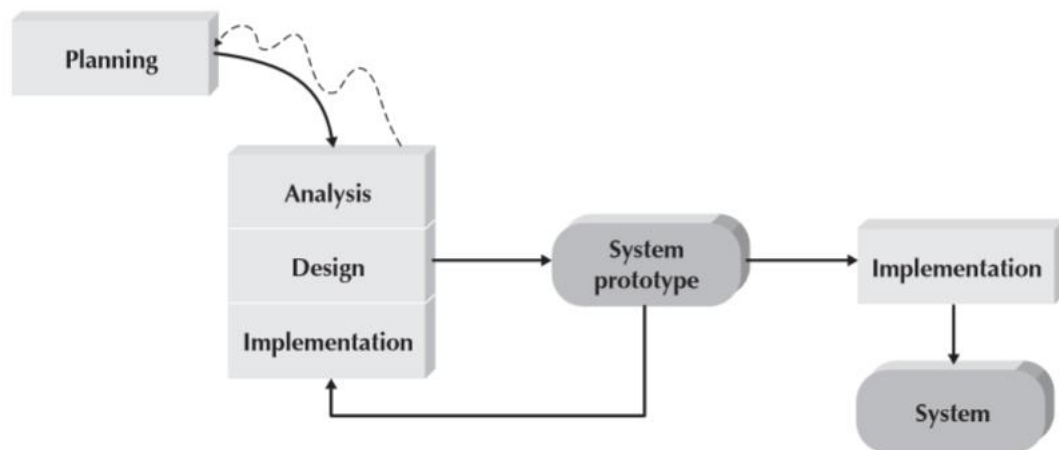 Planning
Analysis
Design
Implementation
System
prototype
Implementation
System